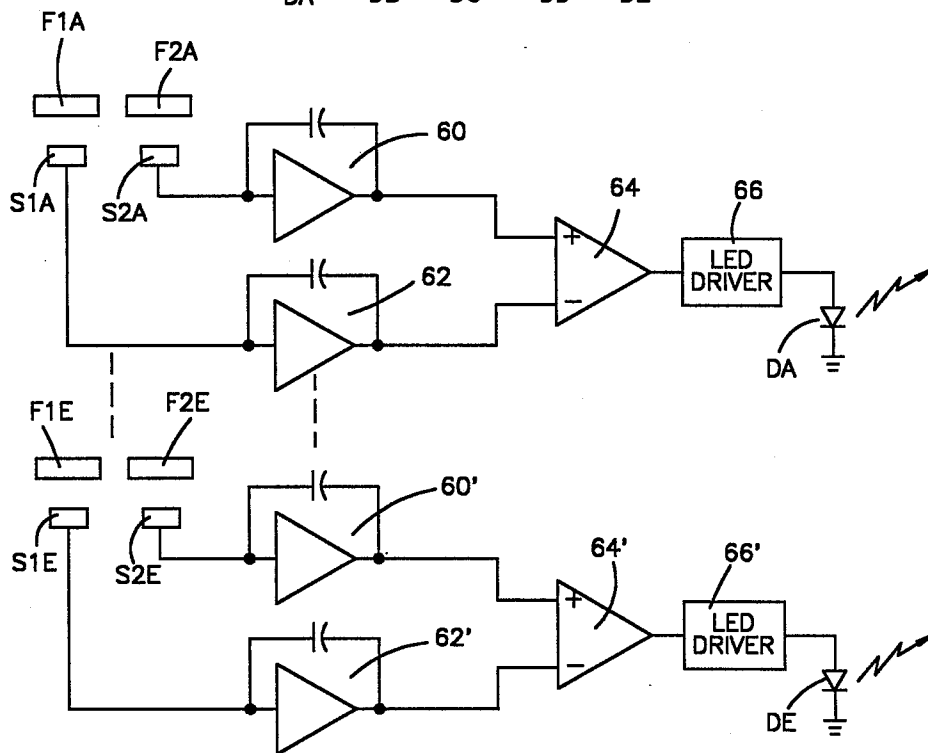 F1A
F2A
60
S1A
S2A
64
66
+
LED
DRIVER
62
−
DA
F1E
F2E
60'
S1E
S2E
64'
66'
+
LED
DRIVER
62'
−
DE